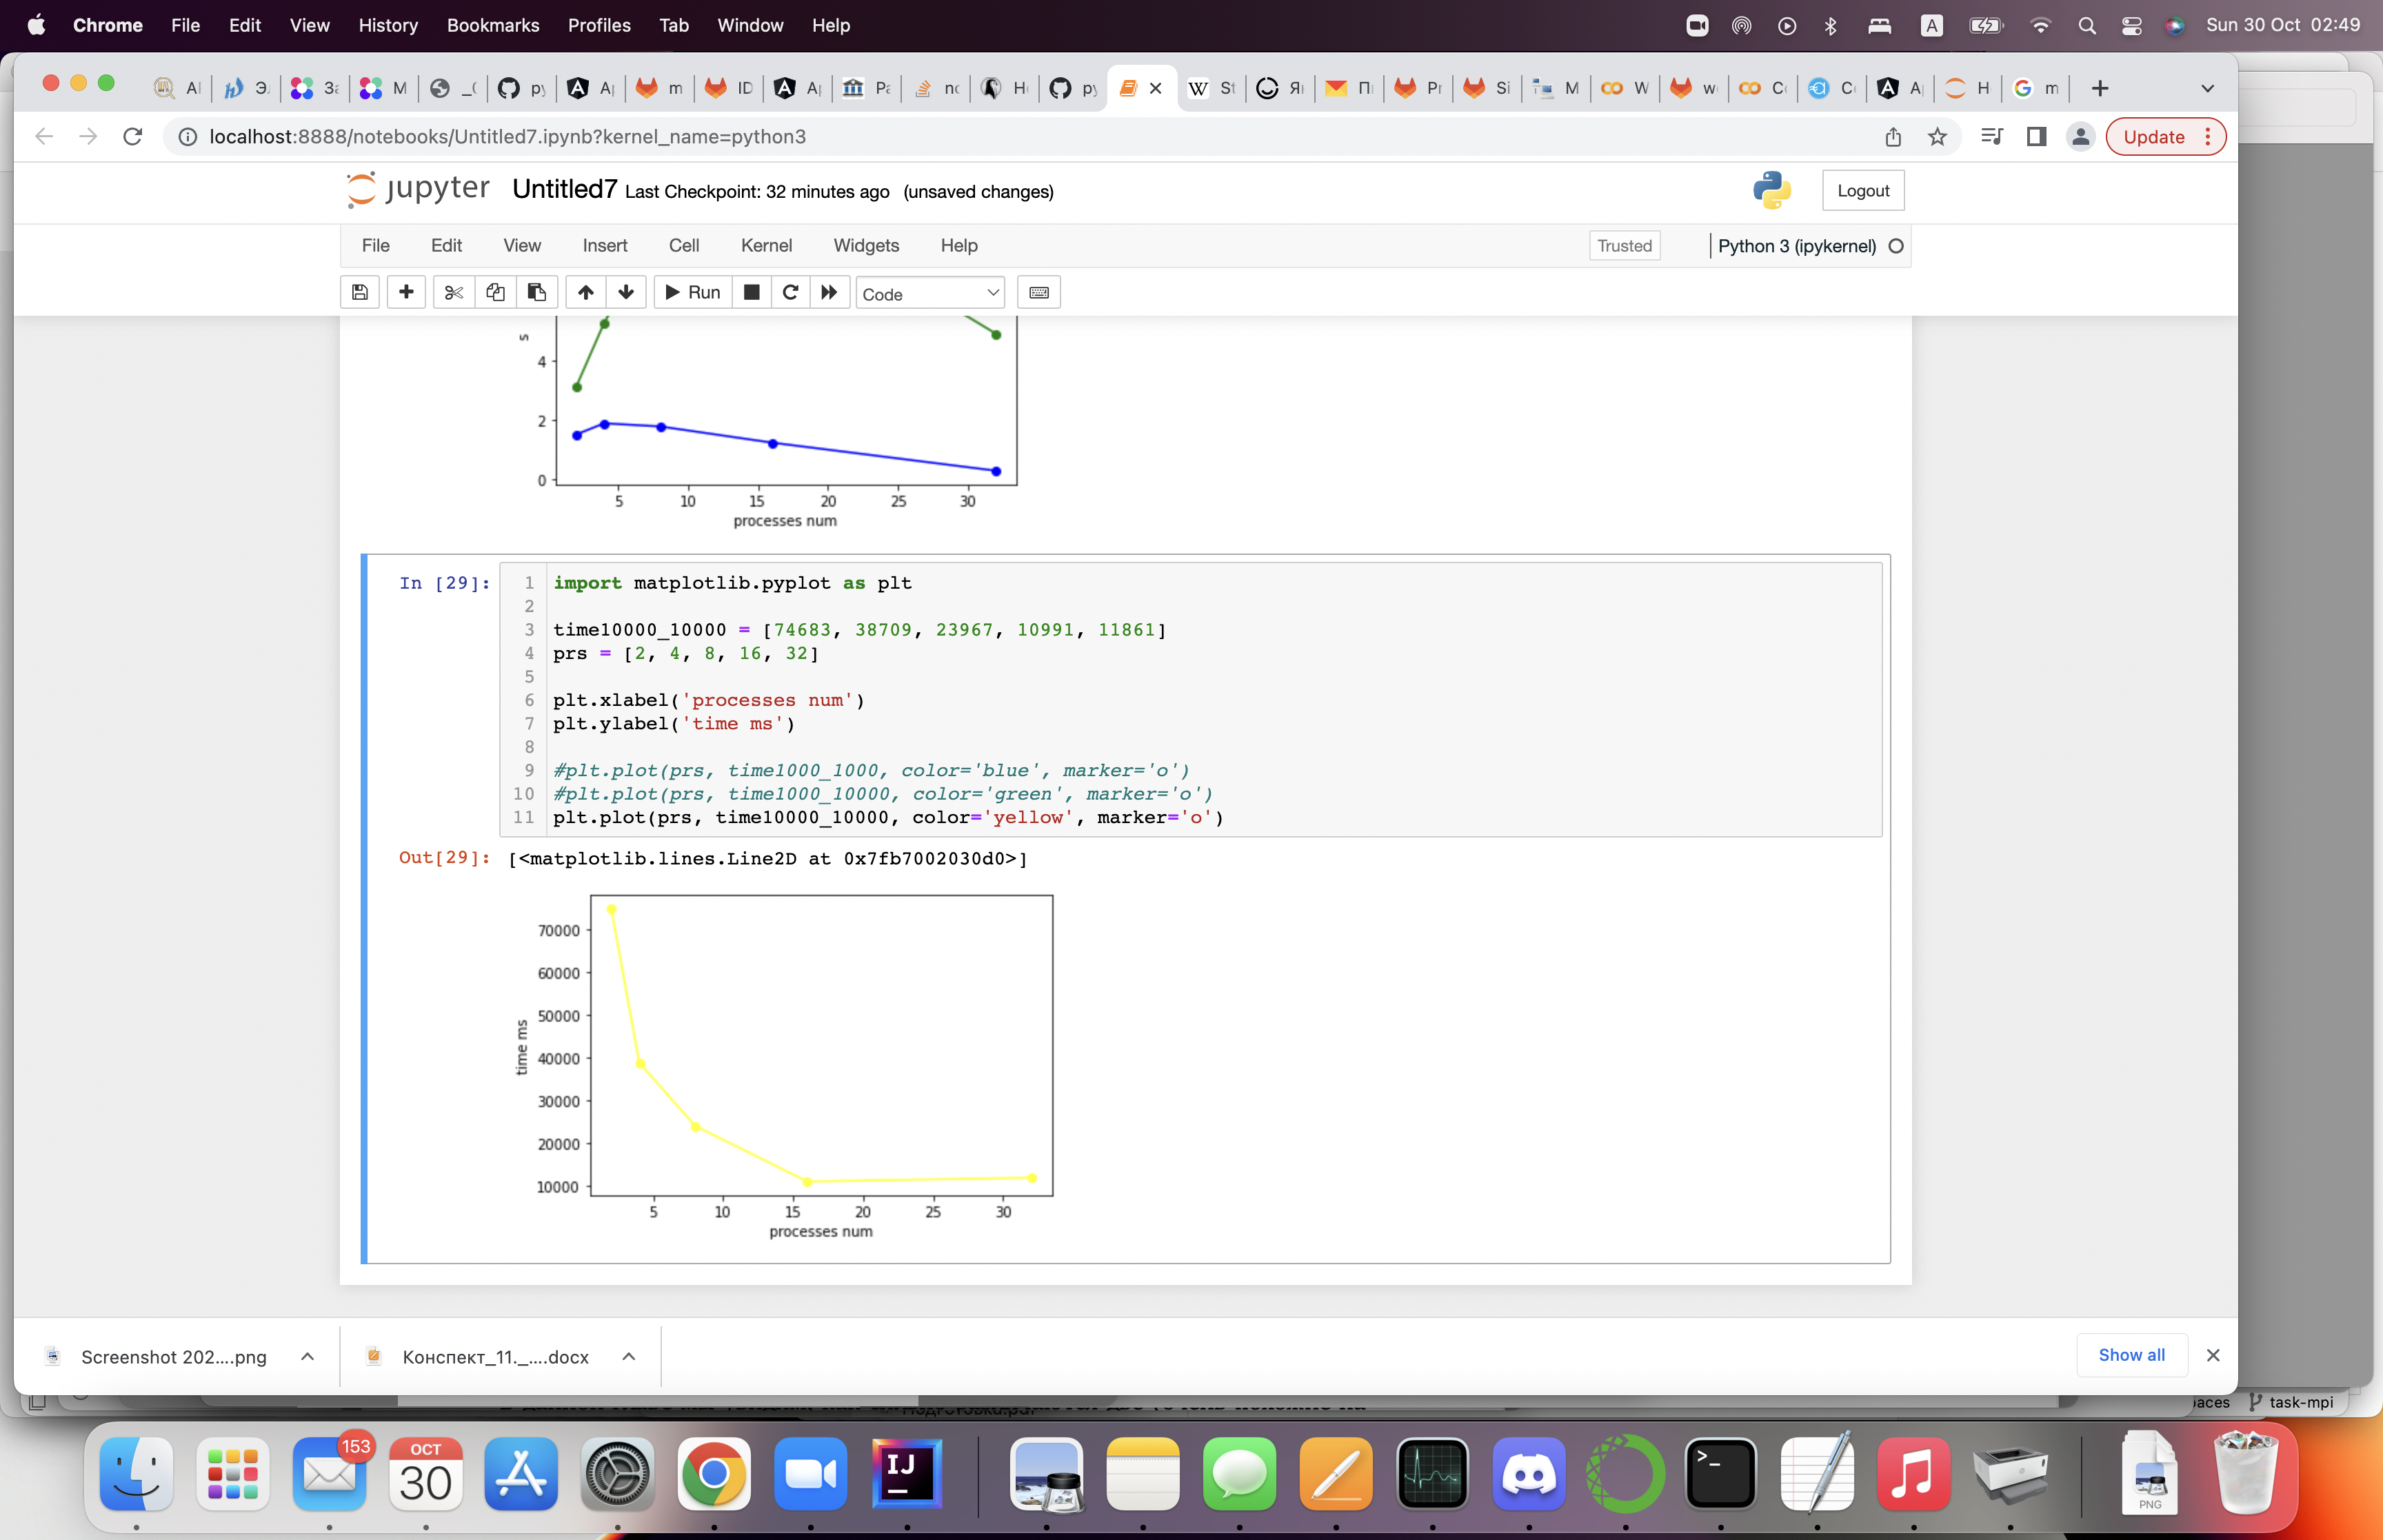 Chrome File Edit View History Bookmarks Profiles Tab Window Help
A
Sun 30 Oct 02:49
localhost:8888/notebooks/Untitled7.ipynb?kernel_name=python3
Update
jupyter Untitled7 Last Checkpoint: 32 minutes ago (unsaved changes)
Logout
File Edit View Insert Cell Kernel Widgets Help
Trusted
Python 3 (ipykernel)
Run
Code
s
4
2
0
5 10 15 20 25 30
processes num
In [29]:
1 import matplotlib.pyplot as plt
2
3 time10000_10000 = [74683, 38709, 23967, 10991, 11861]
4 prs = [2, 4, 8, 16, 32]
5
6 plt.xlabel('processes num')
7 plt.ylabel('time ms')
8
9 #plt.plot(prs, time1000_1000, color='blue', marker='o')
10 #plt.plot(prs, time1000_10000, color='green', marker='o')
11 plt.plot(prs, time10000_10000, color='yellow', marker='o')
Out[29]: [<matplotlib.lines.Line2D at 0x7fb7002030d0>]
70000
60000
50000
40000
30000
20000
10000
time ms
5 10 15 20 25 30
processes num
Screenshot 202....png
Конспект_11._....docx
Show all
task-mpi
153
OCT
30
IJ
>_
PNG